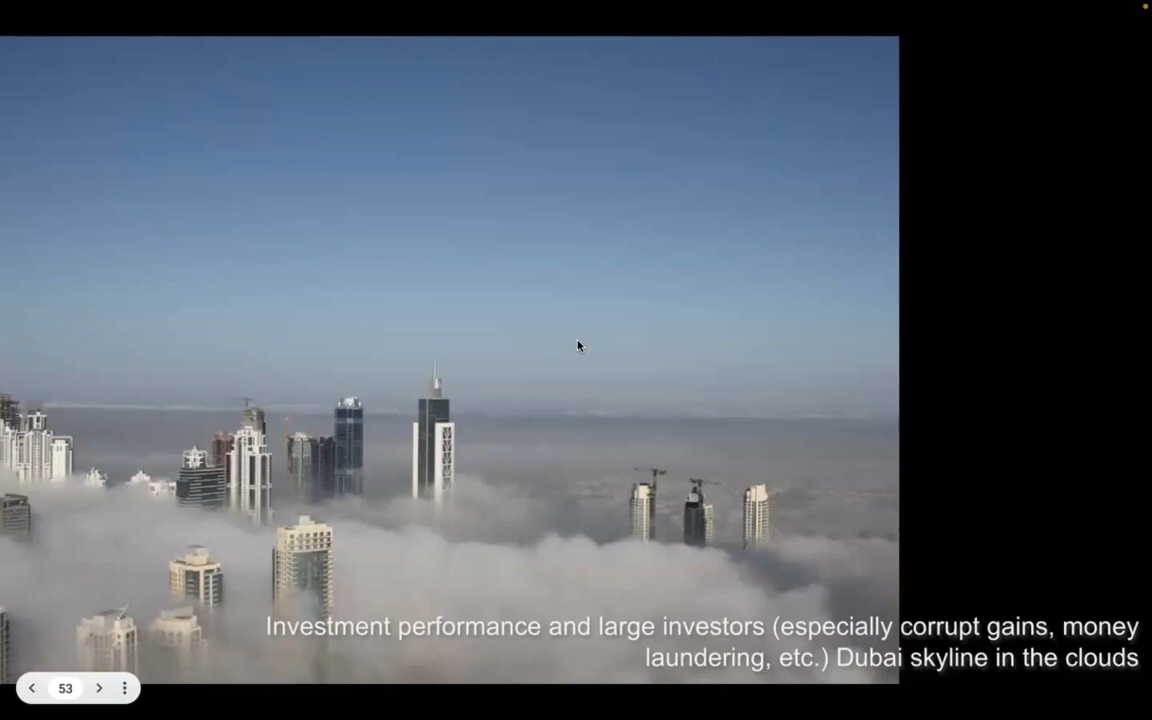 Investment performance and large investors (especially corrupt gains, money
laundering, etc.) Dubai skyline in the clouds
53